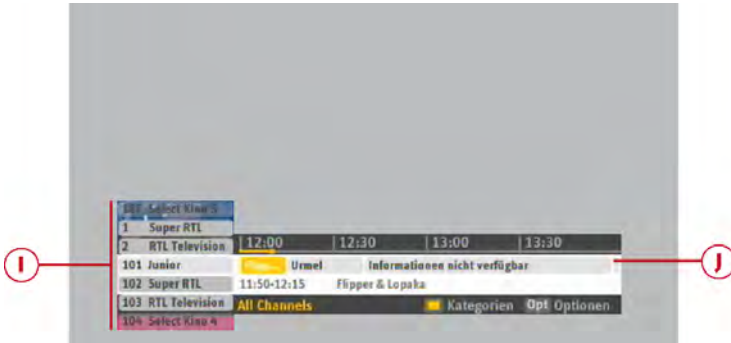 Select Kino 3
1 Super RTL
2 RTL Television |12:00 |12:30 |13:00 |13:30
I 101 Junior Urmel Informationen nicht verfügbar J
102 Super RTL 11:50-12:15 Flipper & Lopaka
103 RTL Television All Channels Kategorien Opt Optionen
104 Select Kino 4